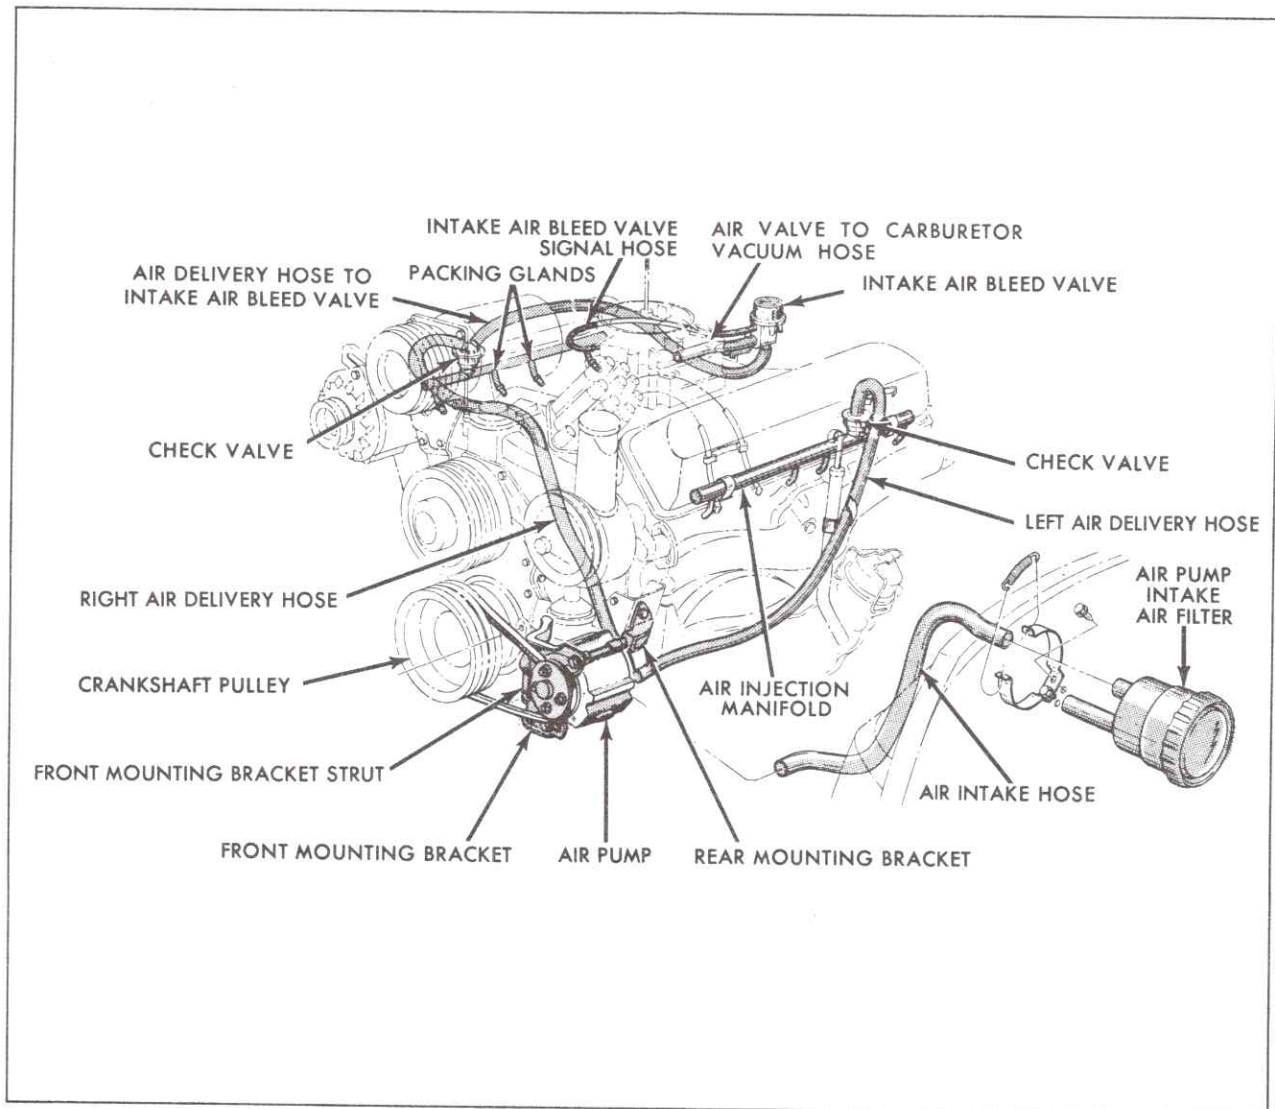 INTAKE AIR BLEED VALVE
SIGNAL HOSE
AIR VALVE TO CARBURETOR
VACUUM HOSE
AIR DELIVERY HOSE TO
INTAKE AIR BLEED VALVE
PACKING GLANDS
INTAKE AIR BLEED VALVE
CHECK VALVE
CHECK VALVE
LEFT AIR DELIVERY HOSE
RIGHT AIR DELIVERY HOSE
AIR PUMP
INTAKE
AIR FILTER
CRANKSHAFT PULLEY
AIR INJECTION
MANIFOLD
FRONT MOUNTING BRACKET STRUT
AIR INTAKE HOSE
FRONT MOUNTING BRACKET
AIR PUMP
REAR MOUNTING BRACKET